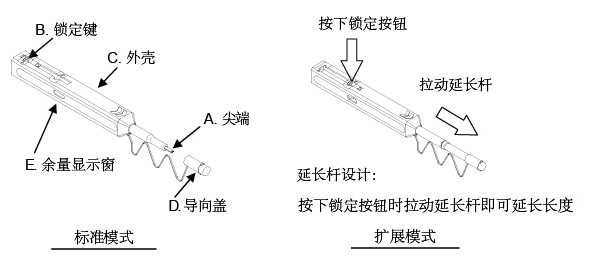 B. 锁定键
C. 外壳
A. 尖端
E. 余量显示窗
D. 导向盖
标准模式
按下锁定按钮
拉动延长杆
延长杆设计：
按下锁定按钮时拉动延长杆即可延长长度
扩展模式